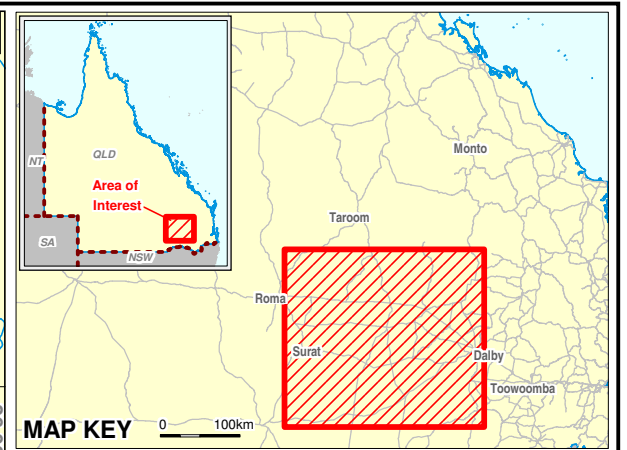 NT
QLD
Area of
Interest
SA
NSW
Monto
Taroom
Roma
Surat
Dalby
Toowoomba
MAP KEY
0 100km